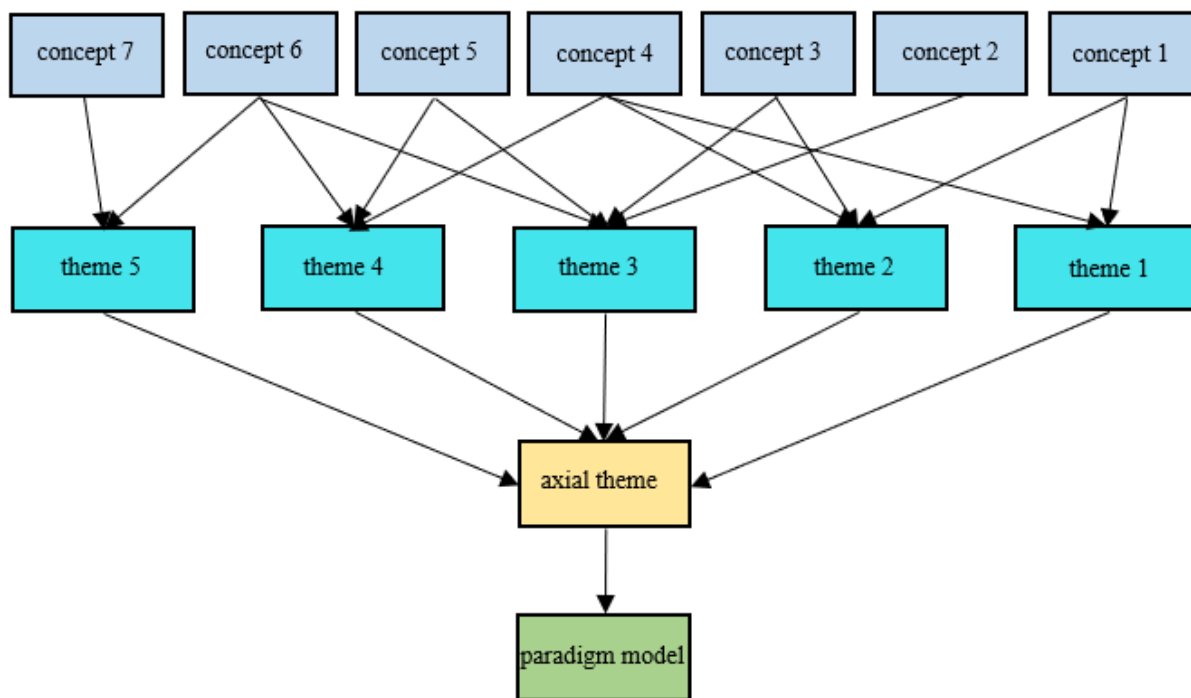 concept 7
concept 6
concept 5
concept 4
concept 3
concept 2
concept 1
theme 5
theme 4
theme 3
theme 2
theme 1
axial theme
paradigm model